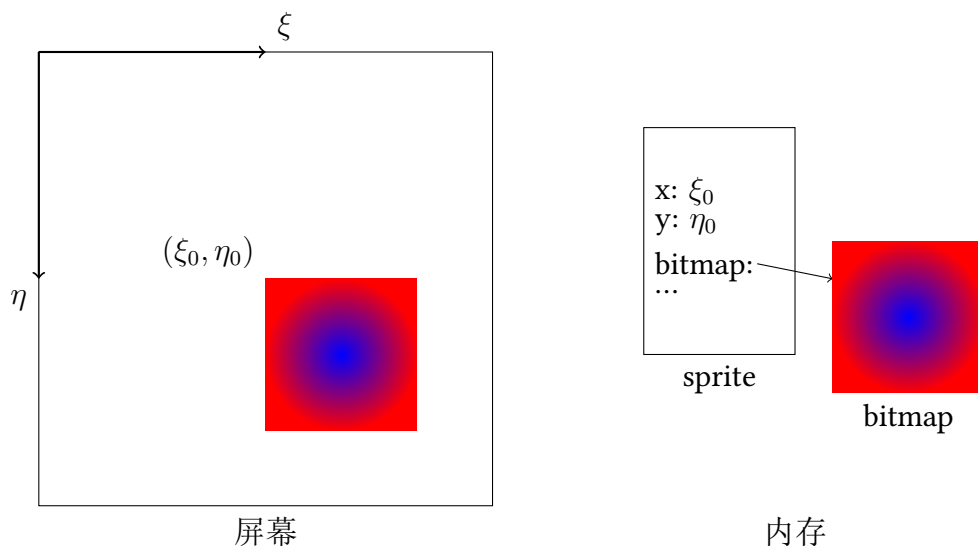 ξ
(ξ₀, η₀)
η
屏幕
x: ξ₀
y: η₀
bitmap:
...
sprite
bitmap
内存